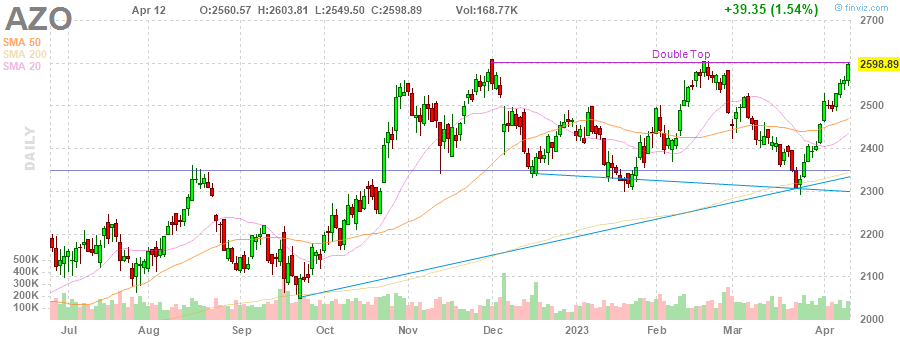 AZO Apr 12 O:2560.57 H:2603.81 L:2549.50 C:2598.89 Vol:168.77K +39.35 (1.54%) © finviz.com
SMA 50
SMA 200
SMA 20
DAILY
Double Top
2700
2598.89
2500
2400
2300
2200
2100
2000
500K
400K
300K
200K
100K
Jul Aug Sep Oct Nov Dec 2023 Feb Mar Apr